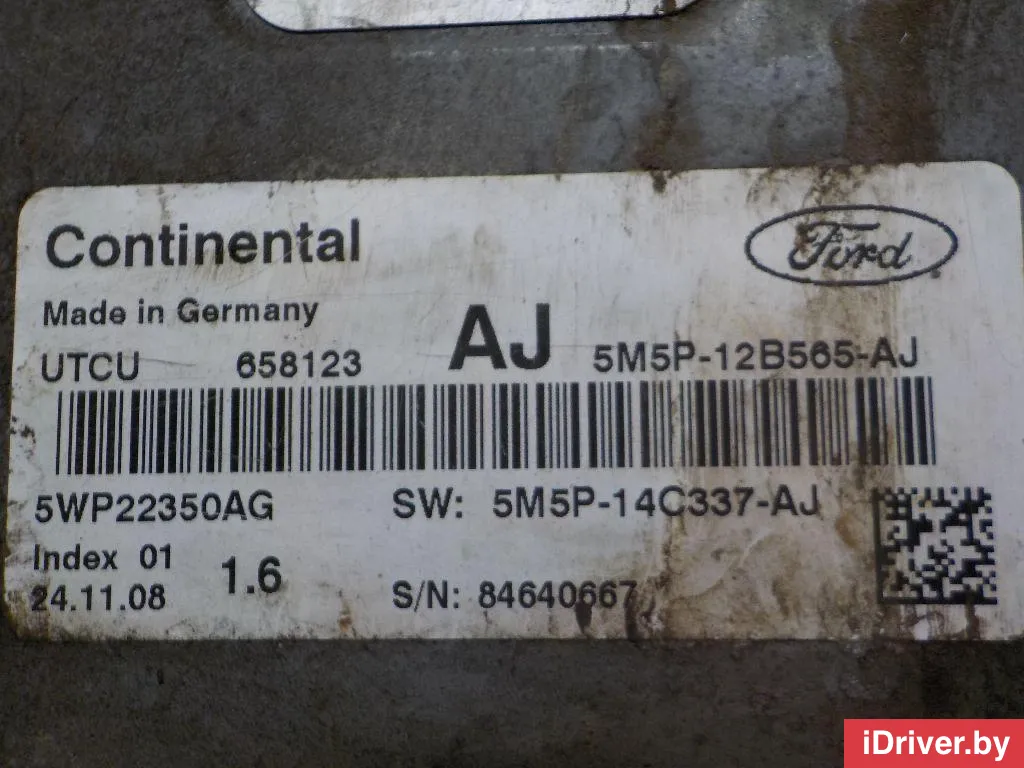 Continental
Ford
Made in Germany
UTCU 658123 AJ 5M5P-12B565-AJ
5WP22350AG SW: 5M5P-14C337-AJ
Index 01
24.11.08 1.6 S/N: 84640667
iDriver.by